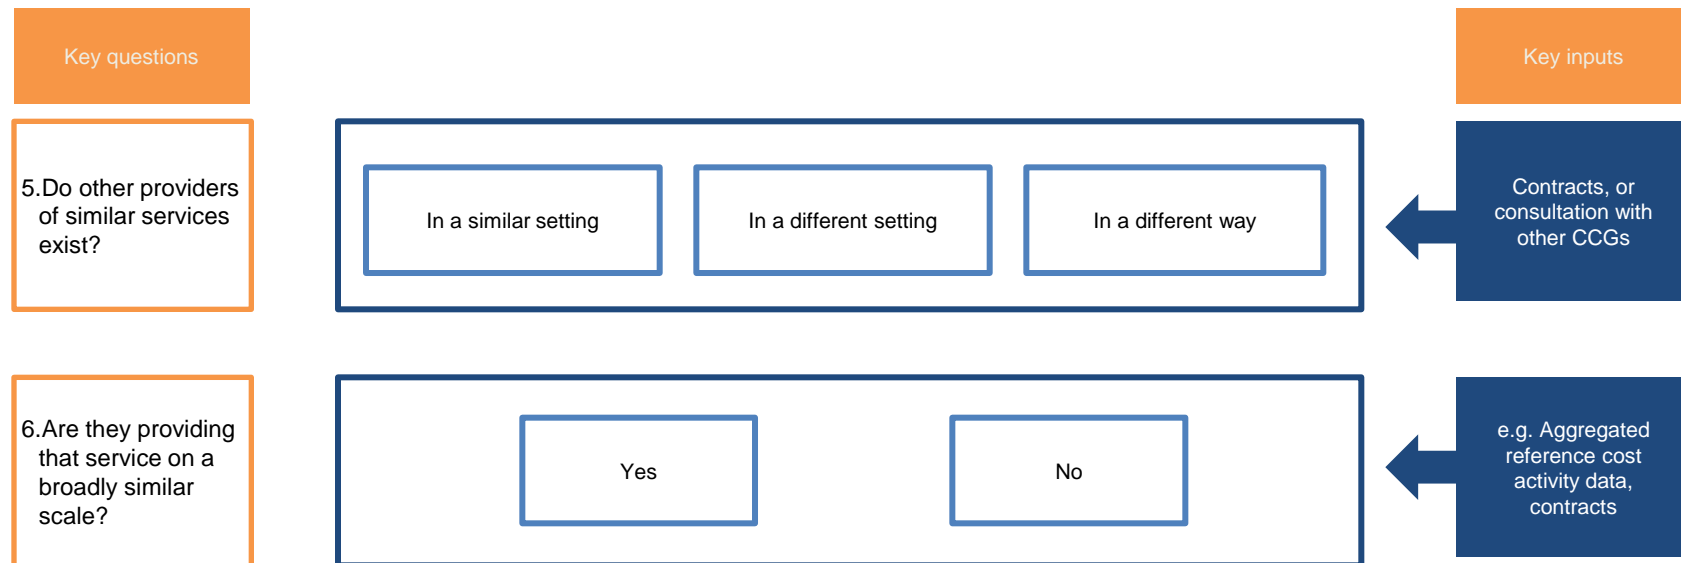 Key questions
Key inputs
5.Do other providers
of similar services
exist?
In a similar setting
In a different setting
In a different way
Contracts, or
consultation with
other CCGs
6.Are they providing
that service on a
broadly similar
scale?
Yes
No
e.g. Aggregated
reference cost
activity data,
contracts